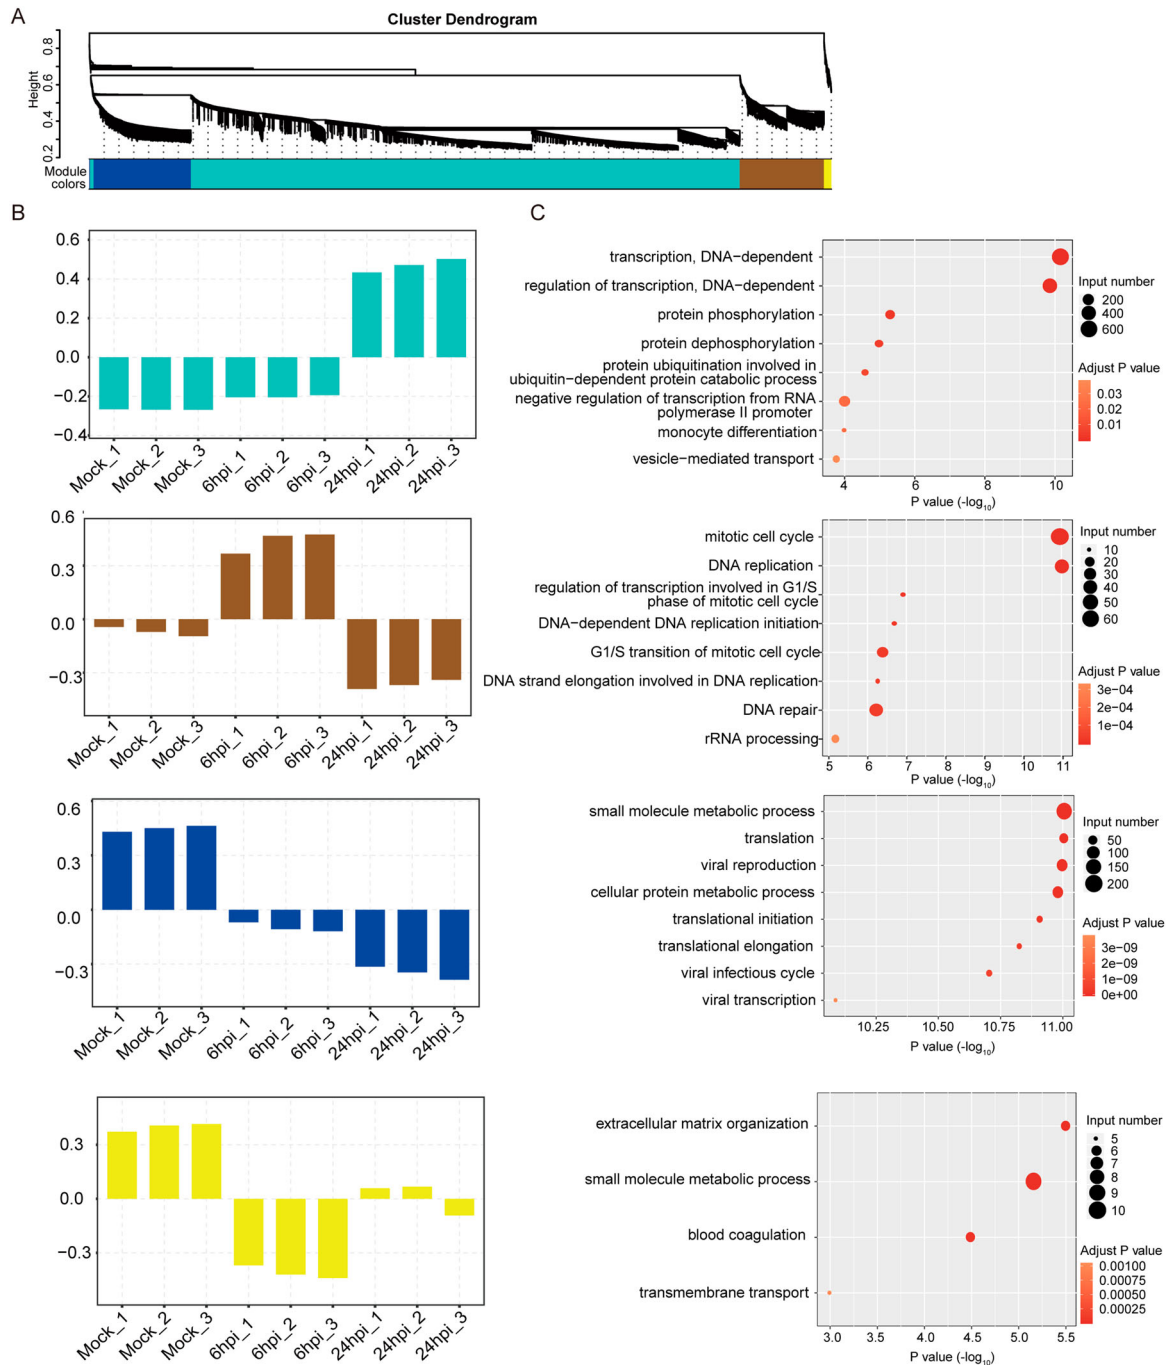 A
Cluster Dendrogram
Height
0.8
0.6
0.4
0.2
Module
colors
B
0.6
0.4
0.2
0.0
−0.2
−0.4
Mock_1
Mock_2
Mock_3
6hpi_1
6hpi_2
6hpi_3
24hpi_1
24hpi_2
24hpi_3
0.6
0.3
0.0
−0.3
Mock_1
Mock_2
Mock_3
6hpi_1
6hpi_2
6hpi_3
24hpi_1
24hpi_2
24hpi_3
0.6
0.3
0.0
−0.3
Mock_1
Mock_2
Mock_3
6hpi_1
6hpi_2
6hpi_3
24hpi_1
24hpi_2
24hpi_3
0.3
0.0
−0.3
Mock_1
Mock_2
Mock_3
6hpi_1
6hpi_2
6hpi_3
24hpi_1
24hpi_2
24hpi_3
C
transcription, DNA−dependent
regulation of transcription, DNA−dependent
protein phosphorylation
protein dephosphorylation
protein ubiquitination involved in
ubiquitin−dependent protein catabolic process
negative regulation of transcription from RNA
polymerase II promoter
monocyte differentiation
vesicle−mediated transport
4 6 8 10
P value (-log10)
Input number
200
400
600
Adjust P value
0.03
0.02
0.01
mitotic cell cycle
DNA replication
regulation of transcription involved in G1/S
phase of mitotic cell cycle
DNA−dependent DNA replication initiation
G1/S transition of mitotic cell cycle
DNA strand elongation involved in DNA replication
DNA repair
rRNA processing
5 6 7 8 9 10 11
P value (-log10)
Input number
10
20
30
40
50
60
Adjust P value
3e−04
2e−04
1e−04
small molecule metabolic process
translation
viral reproduction
cellular protein metabolic process
translational initiation
translational elongation
viral infectious cycle
viral transcription
10.25 10.50 10.75 11.00
P value (-log10)
Input number
50
100
150
200
Adjust P value
3e−09
2e−09
1e−09
0e+00
extracellular matrix organization
small molecule metabolic process
blood coagulation
transmembrane transport
3.0 3.5 4.0 4.5 5.0 5.5
P value (-log10)
Input number
5
6
7
8
9
10
Adjust P value
0.00100
0.00075
0.00050
0.00025